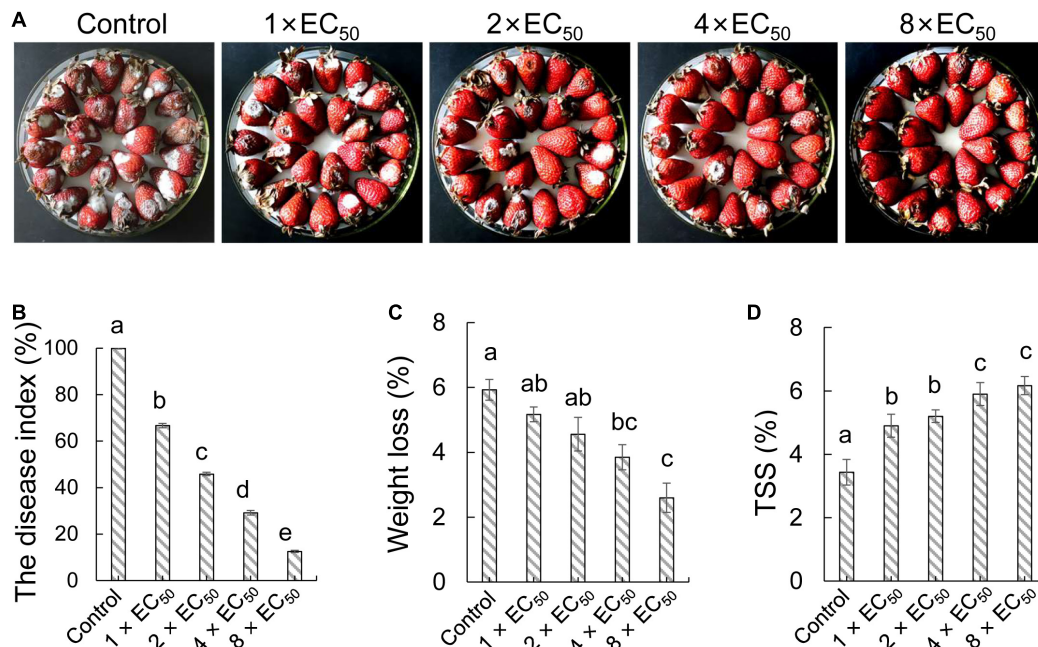 A
Control
1×EC₅₀
2×EC₅₀
4×EC₅₀
8×EC₅₀
B
The disease index (%)
100
80
60
40
20
0
a
b
c
d
e
Control
1 × EC₅₀
2 × EC₅₀
4 × EC₅₀
8 × EC₅₀
C
Weight loss (%)
8
6
4
2
0
a
ab
ab
bc
c
Control
1 × EC₅₀
2 × EC₅₀
4 × EC₅₀
8 × EC₅₀
D
TSS (%)
8
6
4
2
0
a
b
b
c
c
Control
1 × EC₅₀
2 × EC₅₀
4 × EC₅₀
8 × EC₅₀